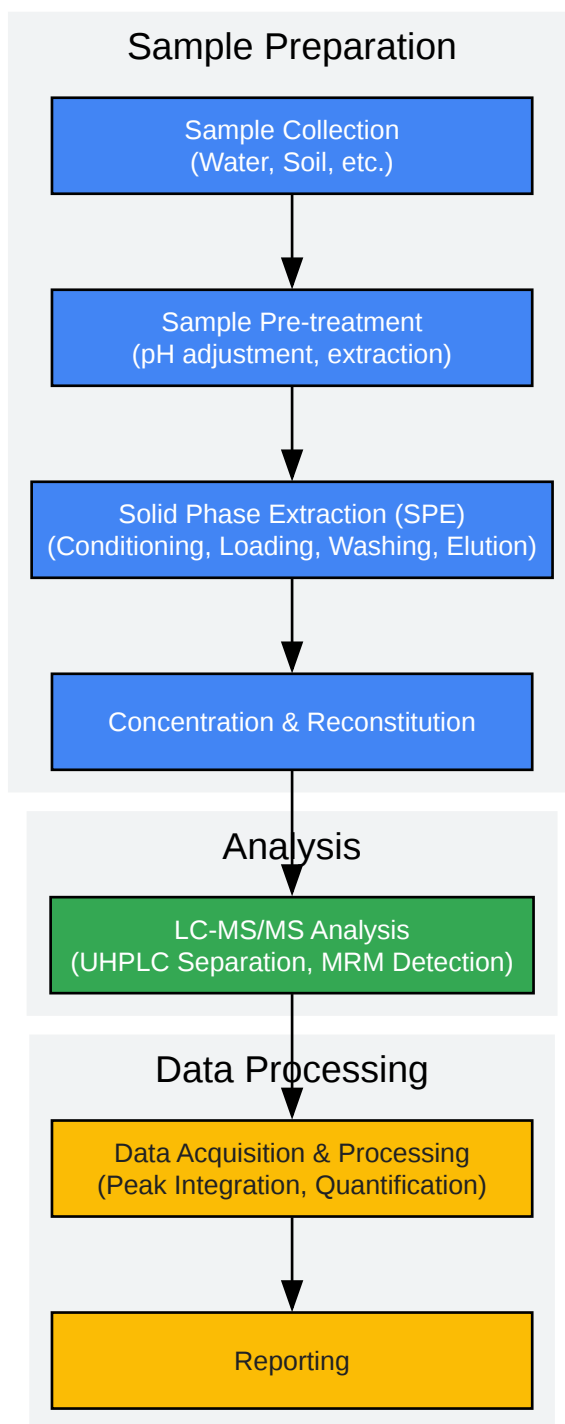 Sample Preparation
Sample Collection
(Water, Soil, etc.)
Sample Pre-treatment
(pH adjustment, extraction)
Solid Phase Extraction (SPE)
(Conditioning, Loading, Washing, Elution)
Concentration & Reconstitution
Analysis
LC-MS/MS Analysis
(UHPLC Separation, MRM Detection)
Data Processing
Data Acquisition & Processing
(Peak Integration, Quantification)
Reporting